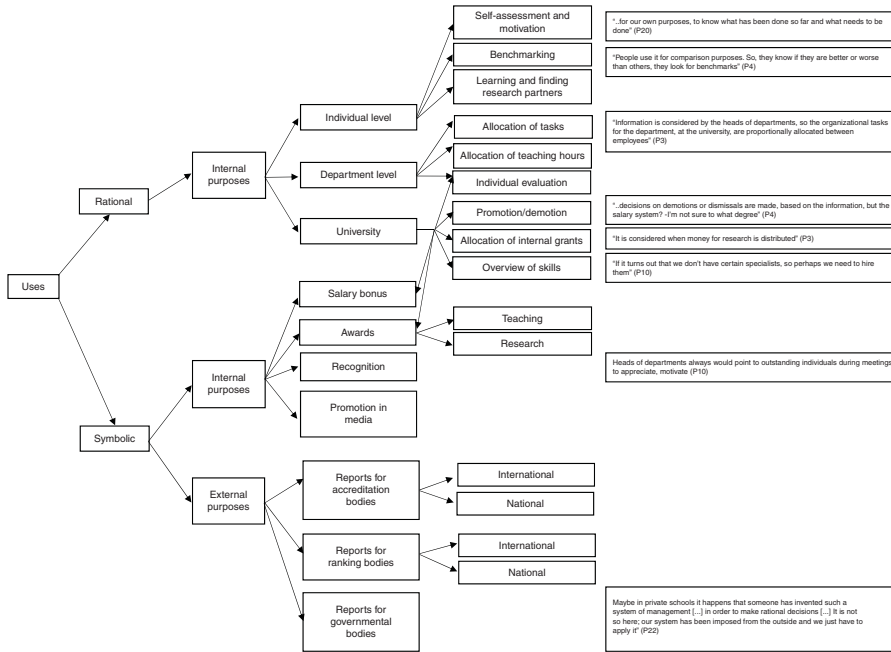 Uses
Rational
Symbolic
Internal
purposes
Internal
purposes
External
purposes
Individual level
Department level
University
Salary bonus
Awards
Recognition
Promotion in
media
Reports for
accreditation
bodies
Reports for
ranking bodies
Reports for
governmental
bodies
Self-assessment and
motivation
Benchmarking
Learning and finding
research partners
Allocation of tasks
Allocation of teaching hours
Individual evaluation
Promotion/demotion
Allocation of internal grants
Overview of skills
Teaching
Research
International
National
International
National
“..for our own purposes, to know what has been done so far and what needs to be
done” (P20)
“People use it for comparison purposes. So, they know if they are better or worse
than others, they look for benchmarks” (P4)
“Information is considered by the heads of departments, so the organizational tasks
for the department, at the university, are proportionally allocated between
employees” (P3)
“..decisions on demotions or dismissals are made, based on the information, but the
salary system? -I’m not sure to what degree” (P4)
“It is considered when money for research is distributed” (P3)
“If it turns out that we don’t have certain specialists, so perhaps we need to hire
them” (P10)
Heads of departments always would point to outstanding individuals during meetings
to appreciate, motivate (P10)
Maybe in private schools it happens that someone has invented such a
system of management [...] in order to make rational decisions [...] It is not
so here; our system has been imposed from the outside and we just have to
apply it” (P22)